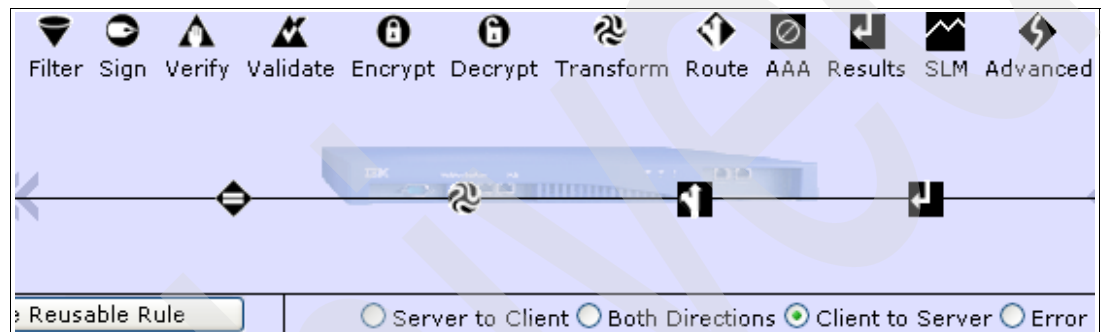 Filter Sign Verify Validate Encrypt Decrypt Transform Route AAA Results SLM Advanced
IBM
e Reusable Rule
Server to Client Both Directions Client to Server Error